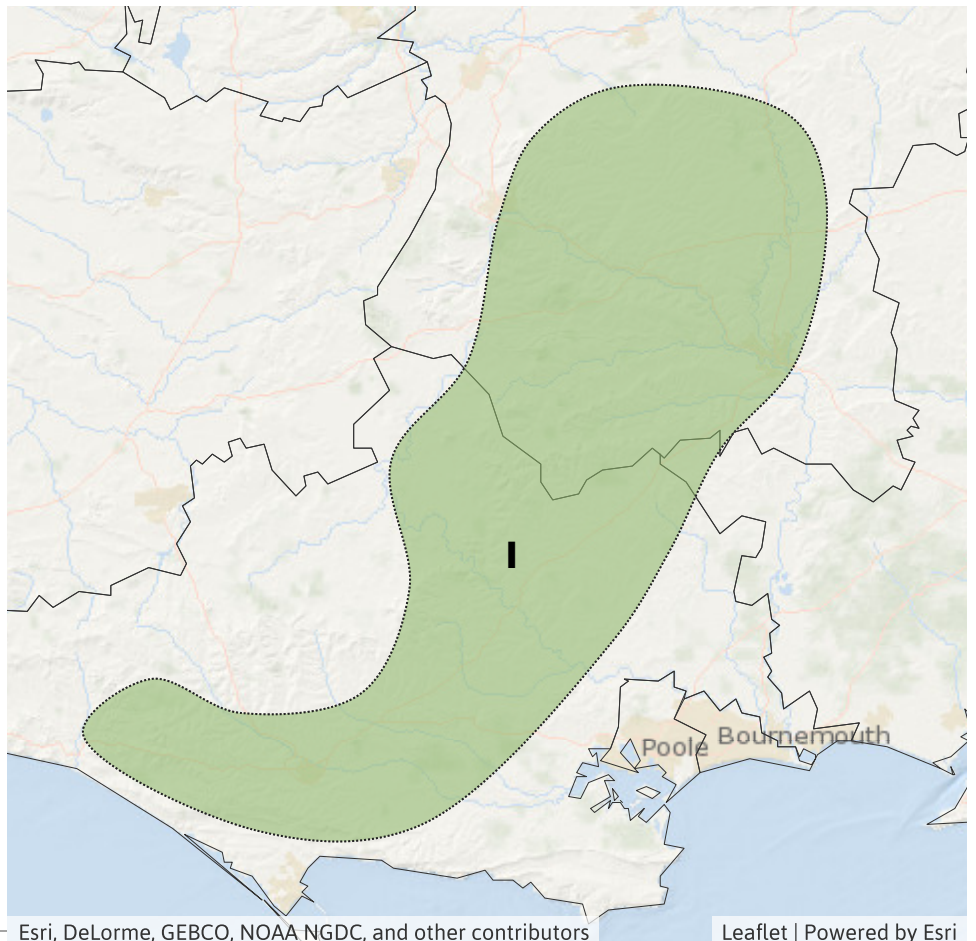 I
Poole
Bournemouth
Esri, DeLorme, GEBCO, NOAA NGDC, and other contributors
Leaflet | Powered by Esri